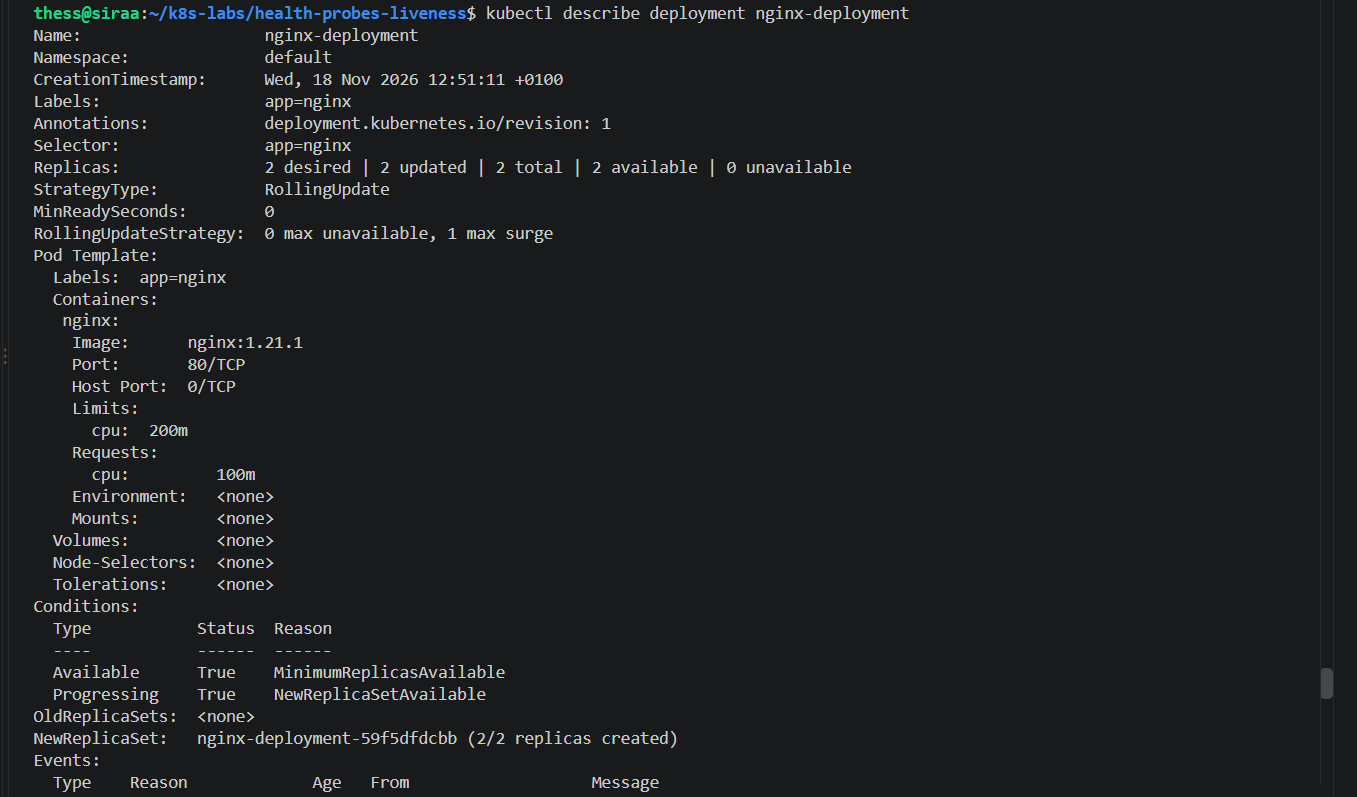 thess@siraa:~/k8s-labs/health-probes-liveness$ kubectl describe deployment nginx-deployment
Name:                   nginx-deployment
Namespace:              default
CreationTimestamp:      Wed, 18 Nov 2026 12:51:11 +0100
Labels:                 app=nginx
Annotations:            deployment.kubernetes.io/revision: 1
Selector:               app=nginx
Replicas:               2 desired | 2 updated | 2 total | 2 available | 0 unavailable
StrategyType:           RollingUpdate
MinReadySeconds:        0
RollingUpdateStrategy:  0 max unavailable, 1 max surge
Pod Template:
  Labels:  app=nginx
  Containers:
   nginx:
    Image:      nginx:1.21.1
    Port:       80/TCP
    Host Port:  0/TCP
    Limits:
      cpu:  200m
    Requests:
      cpu:         100m
    Environment:   <none>
    Mounts:        <none>
  Volumes:         <none>
  Node-Selectors:  <none>
  Tolerations:     <none>
Conditions:
  Type           Status  Reason
  ----           ------  ------
  Available      True    MinimumReplicasAvailable
  Progressing    True    NewReplicaSetAvailable
OldReplicaSets:  <none>
NewReplicaSet:   nginx-deployment-59f5dfdcbb (2/2 replicas created)
Events:
  Type    Reason             Age   From                   Message